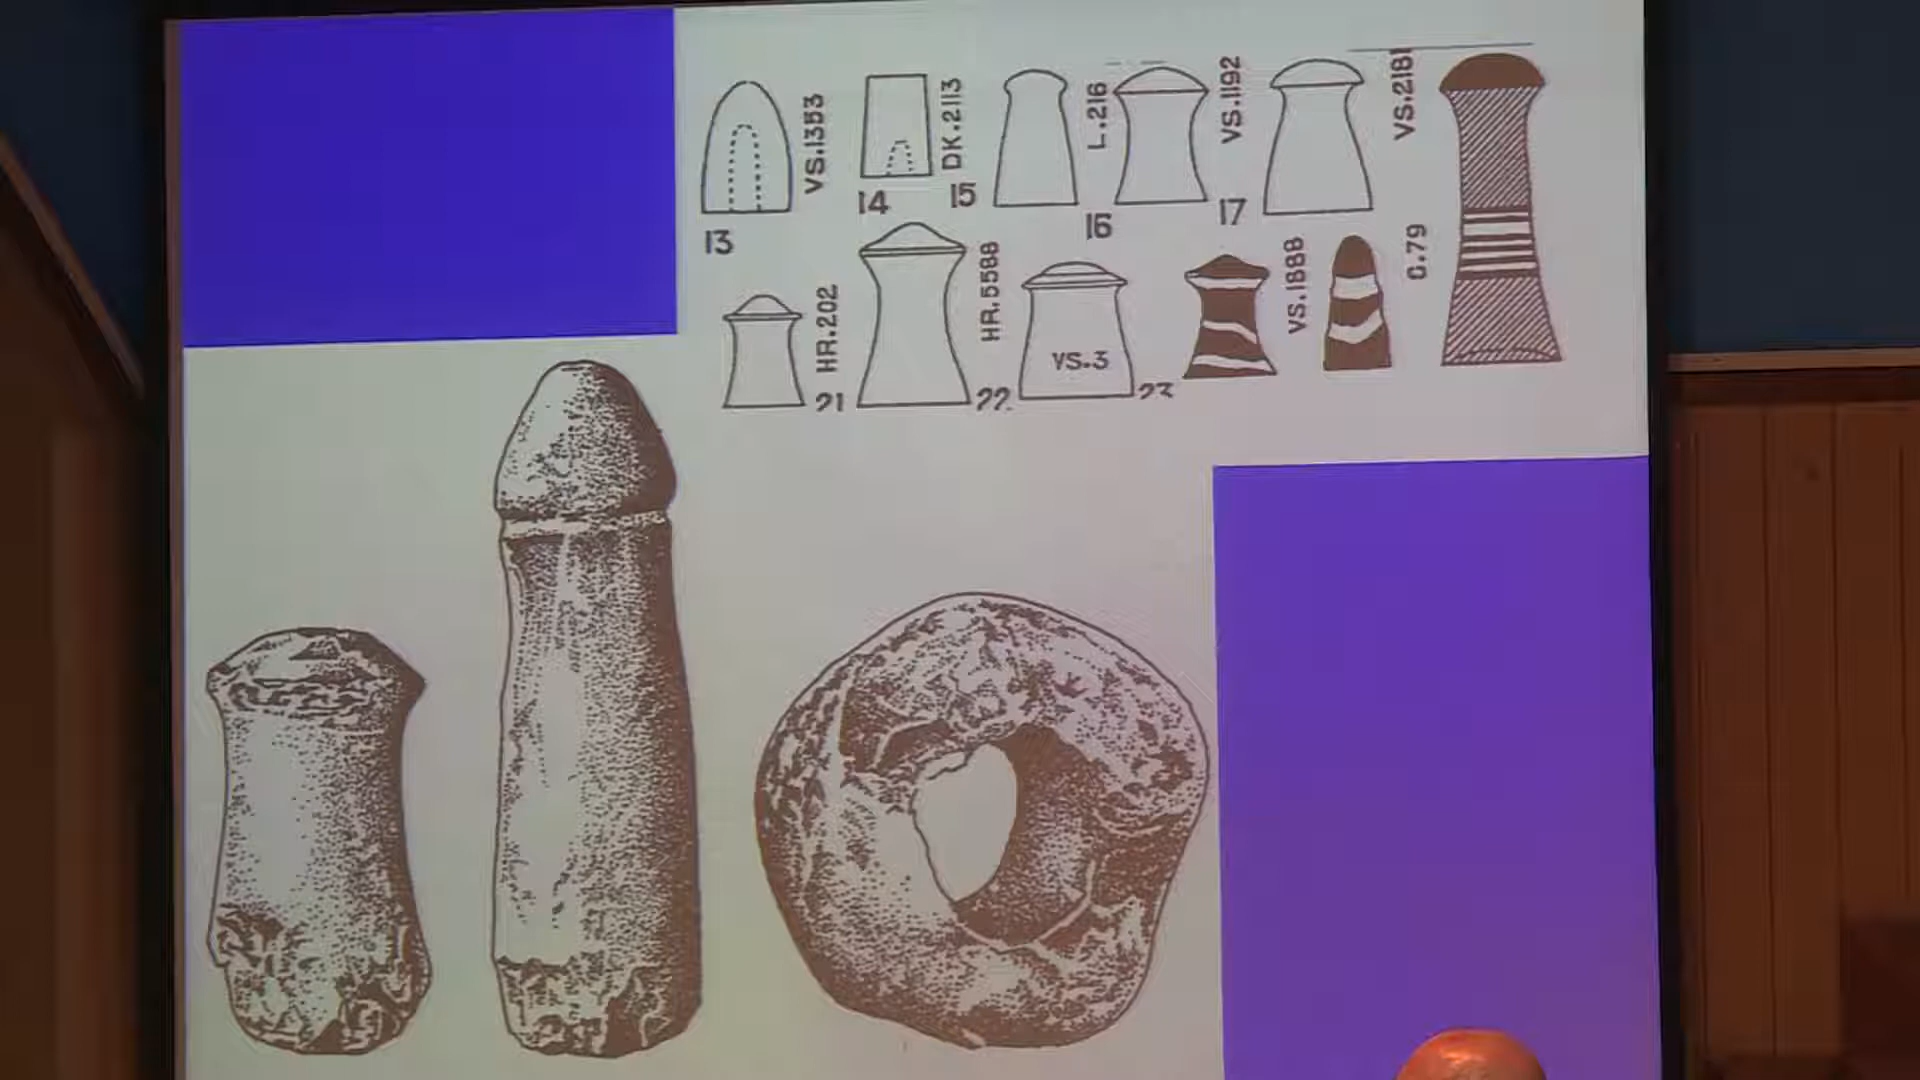 VS.1353
DK.2113
L.216
VS.1192
VS.2181
13
14
15
16
17
HR.202
HR.5588
VS.3
VS.1888
C.79
21
22
23